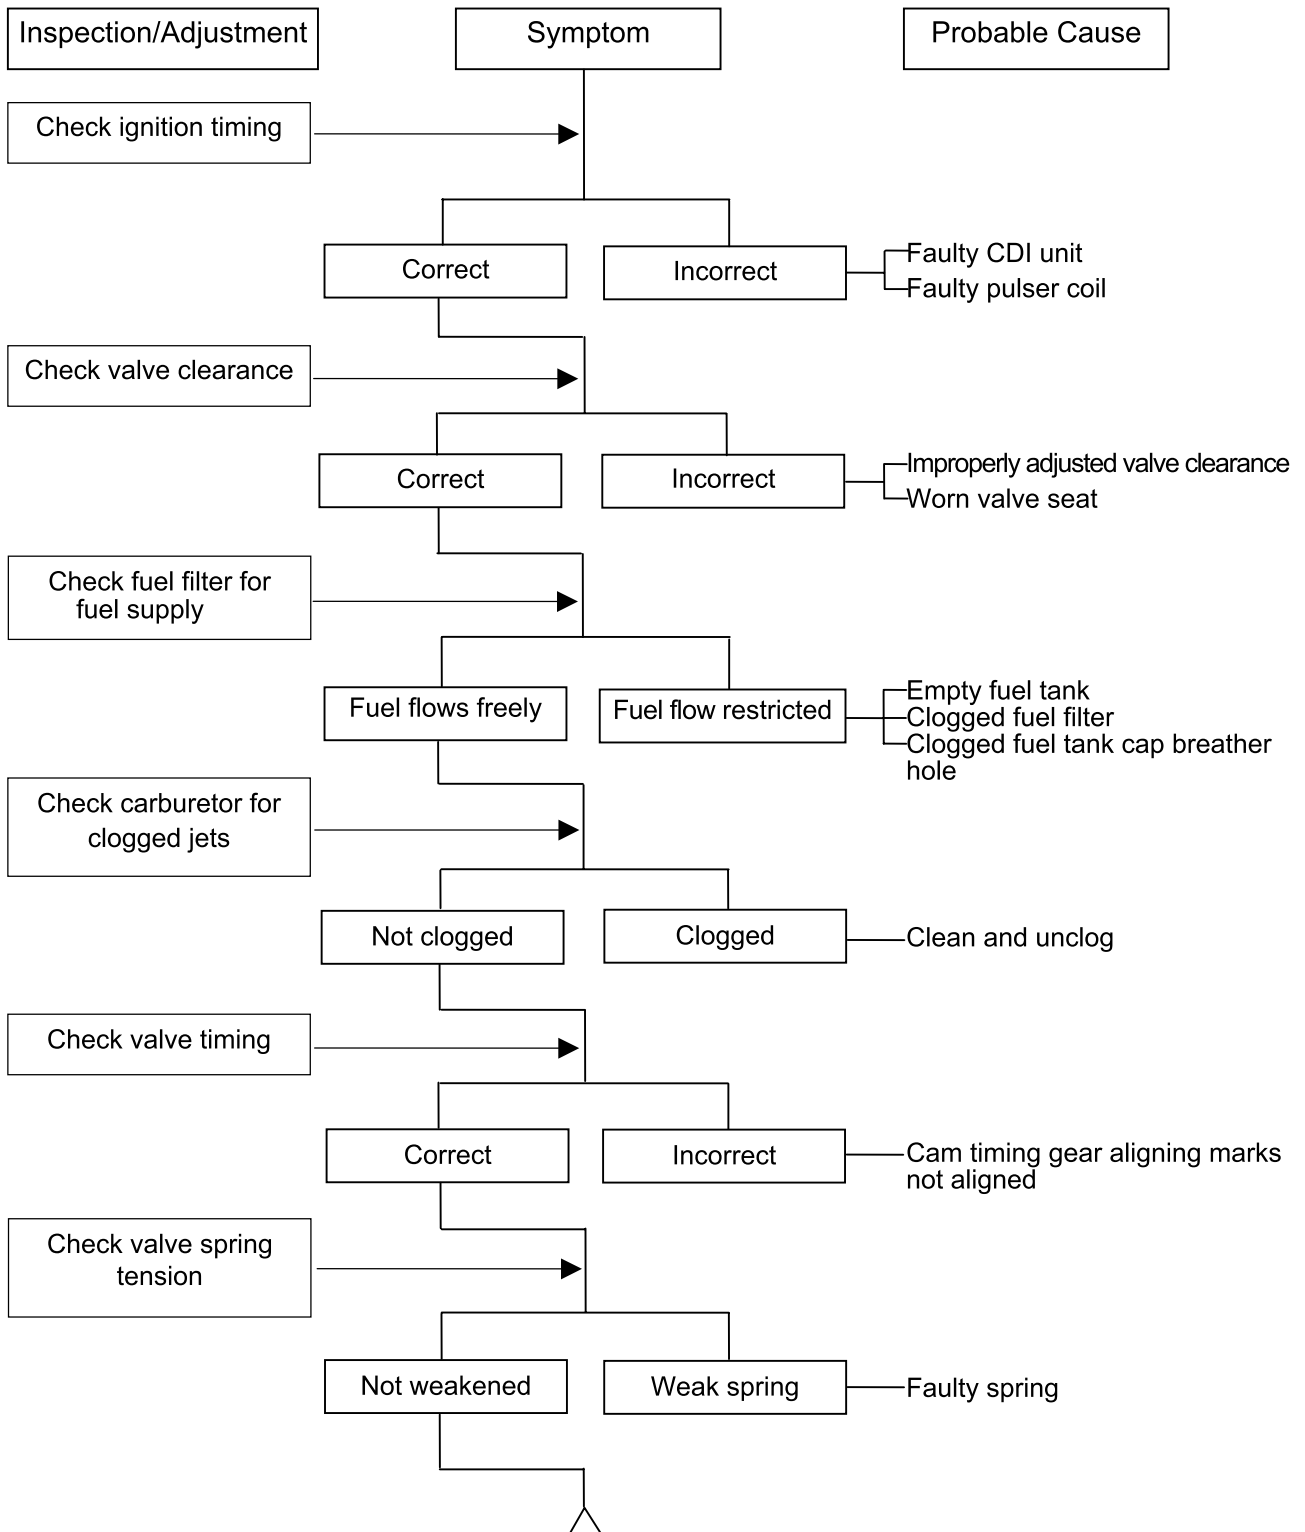 Inspection/Adjustment
Symptom
Probable Cause
Check ignition timing
Correct
Incorrect
Faulty CDI unit
Faulty pulser coil
Check valve clearance
Correct
Incorrect
Improperly adjusted valve clearance
Worn valve seat
Check fuel filter for
fuel supply
Fuel flows freely
Fuel flow restricted
Empty fuel tank
Clogged fuel filter
Clogged fuel tank cap breather
hole
Check carburetor for
clogged jets
Not clogged
Clogged
Clean and unclog
Check valve timing
Correct
Incorrect
Cam timing gear aligning marks
not aligned
Check valve spring
tension
Not weakened
Weak spring
Faulty spring